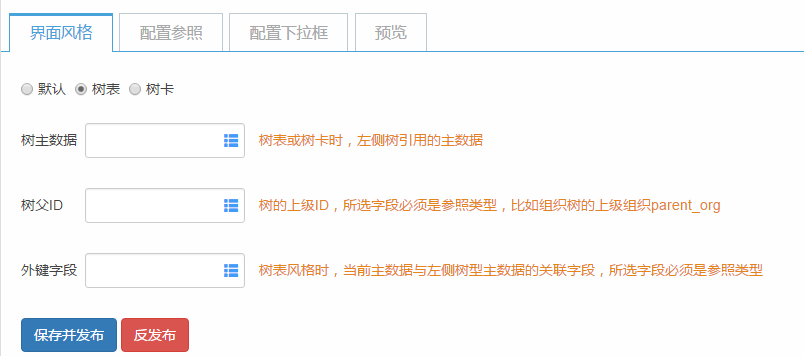 界面风格 配置参照 配置下拉框 预览
默认 树表 树卡
树主数据 树表或树卡时，左侧树引用的主数据
树父ID 树的上级ID，所选字段必须是参照类型，比如组织树的上级组织parent_org
外键字段 树表风格时，当前主数据与左侧树型主数据的关联字段，所选字段必须是参照类型
保存并发布 反发布